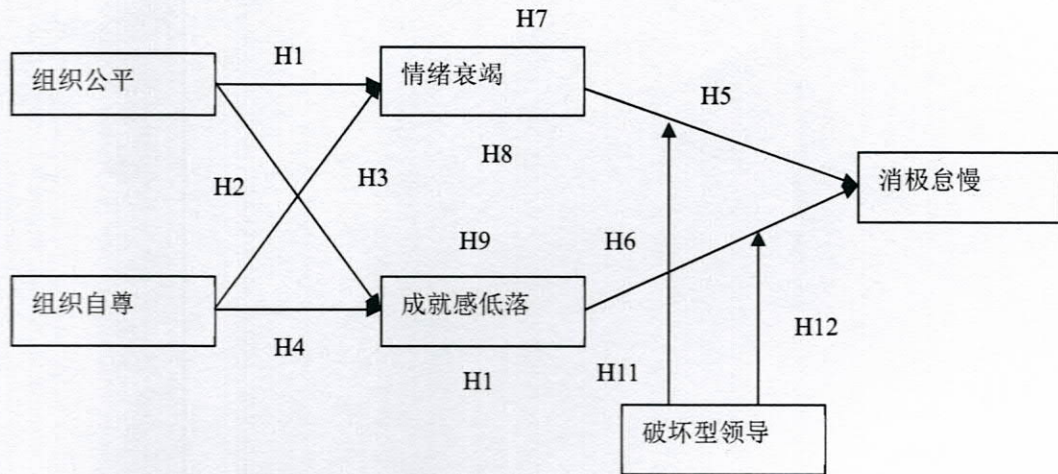 H7
组织公平
H1
情绪衰竭
H5
H8
H2
H3
消极怠慢
H9
H6
组织自尊
成就感低落
H4
H12
H1
H11
破坏型领导